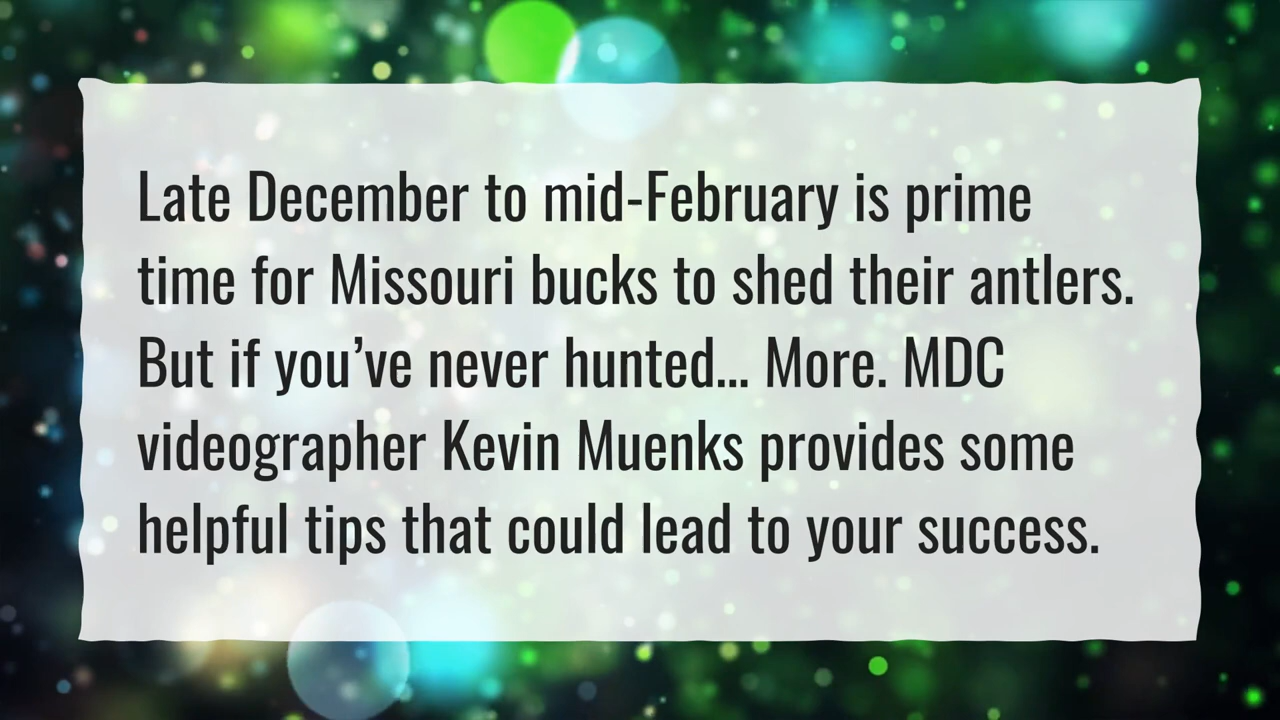 Late December to mid-February is prime
time for Missouri bucks to shed their antlers.
But if you’ve never hunted... More. MDC
videographer Kevin Muenks provides some
helpful tips that could lead to your success.